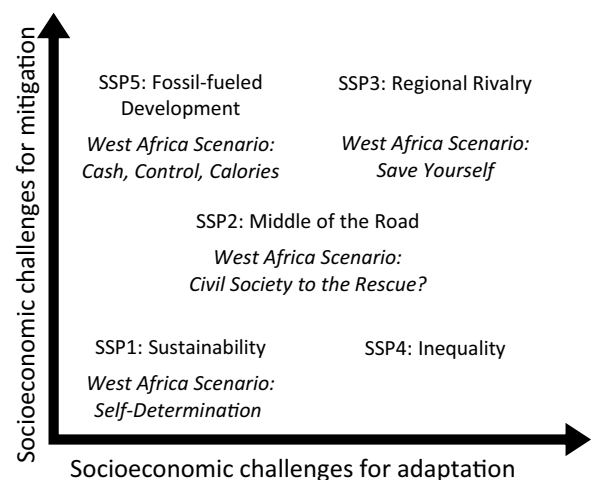 Socioeconomic challenges for mitigation
SSP5: Fossil-fueled
Development
West Africa Scenario:
Cash, Control, Calories
SSP3: Regional Rivalry
West Africa Scenario:
Save Yourself
SSP2: Middle of the Road
West Africa Scenario:
Civil Society to the Rescue?
SSP1: Sustainability
West Africa Scenario:
Self-Determination
SSP4: Inequality
Socioeconomic challenges for adaptation